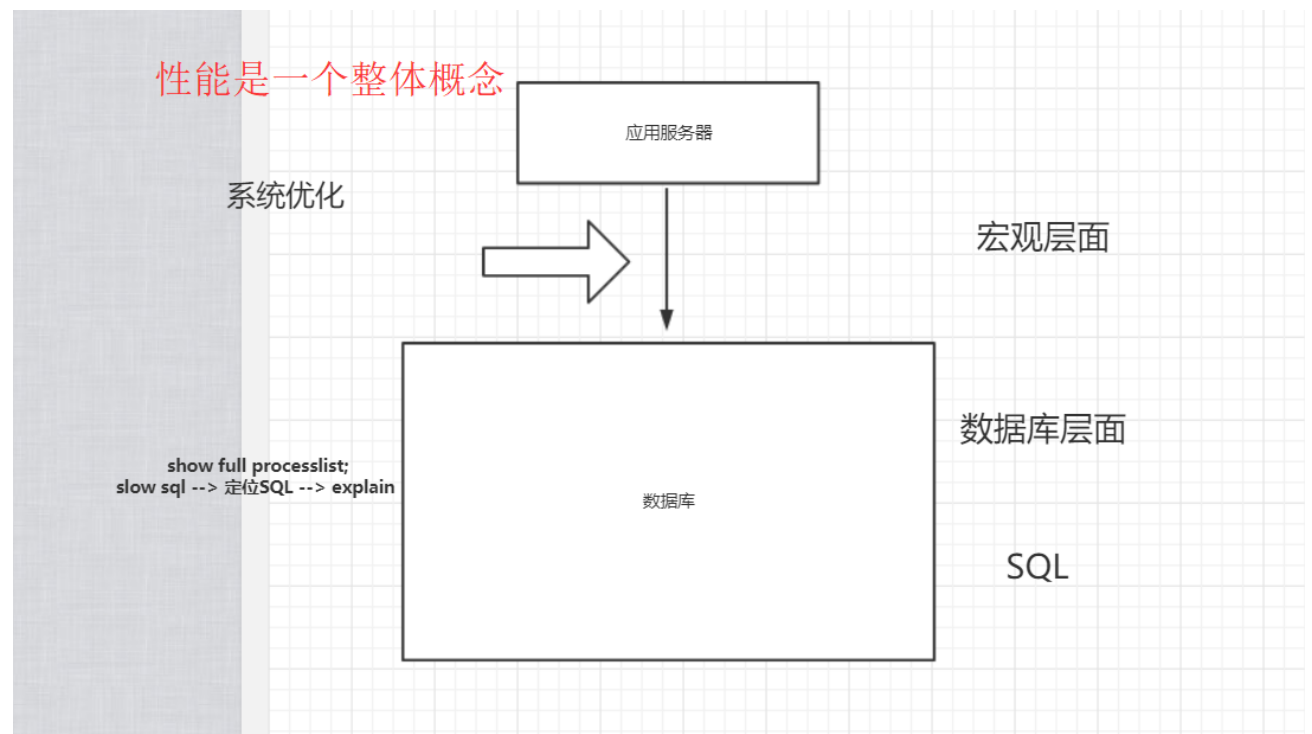 性能是一个整体概念
应用服务器
系统优化
宏观层面
数据库层面
show full processlist;
slow sql --> 定位SQL --> explain
数据库
SQL